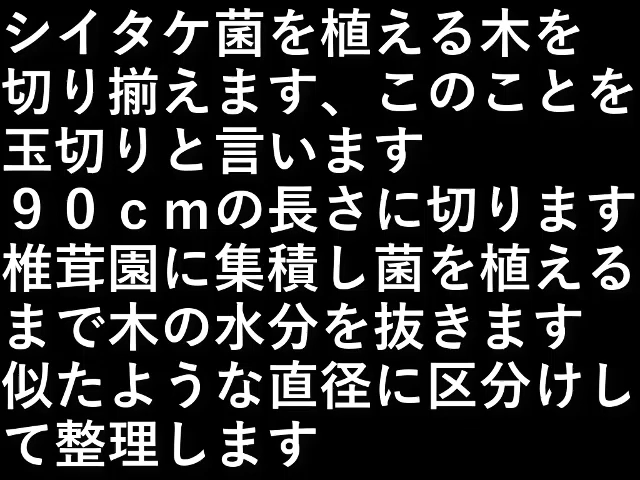 シイタケ菌を植える木を
切り揃えます、このことを
玉切りと言います
９０ｃｍの長さに切ります
椎茸園に集積し菌を植える
まで木の水分を抜きます
似たような直径に区分けし
て整理します